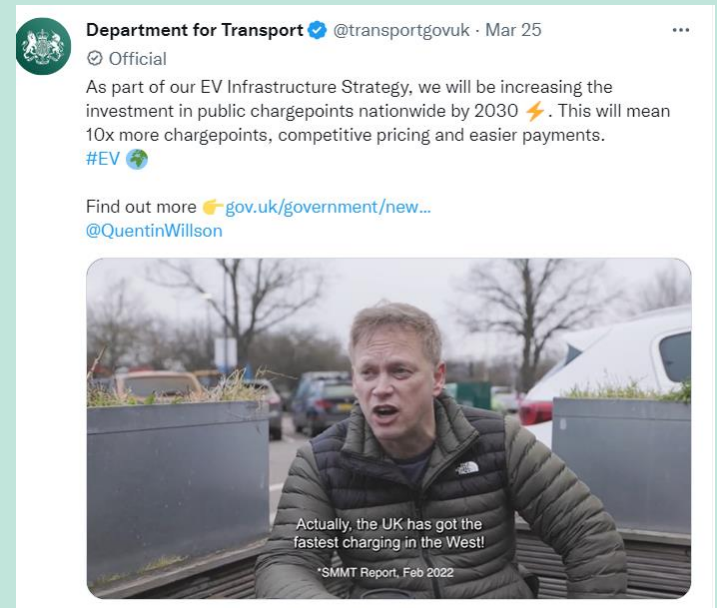 Department for Transport @transportgovuk · Mar 25
Official
As part of our EV Infrastructure Strategy, we will be increasing the
investment in public chargepoints nationwide by 2030 ⚡. This will mean
10x more chargepoints, competitive pricing and easier payments.
#EV 🌍
Find out more 👉 gov.uk/government/new...
@QuentinWillson
Actually, the UK has got the
fastest charging in the West!
*SMMT Report, Feb 2022